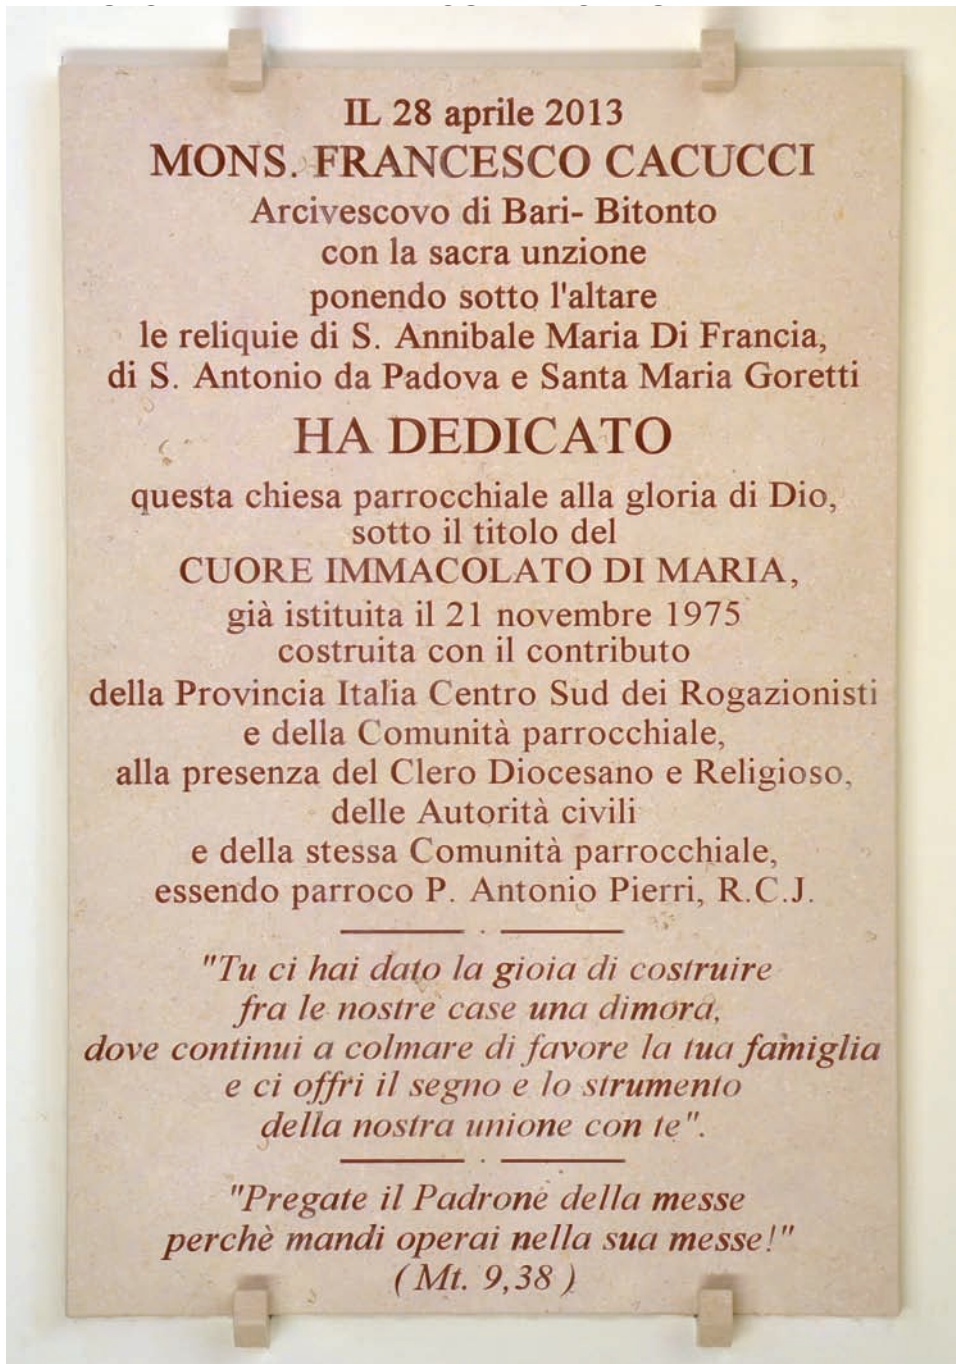 IL 28 aprile 2013
MONS. FRANCESCO CACUCCI
Arcivescovo di Bari- Bitonto
con la sacra unzione
ponendo sotto l'altare
le reliquie di S. Annibale Maria Di Francia,
di S. Antonio da Padova e Santa Maria Goretti
HA DEDICATO
questa chiesa parrocchiale alla gloria di Dio,
sotto il titolo del
CUORE IMMACOLATO DI MARIA,
già istituita il 21 novembre 1975
costruita con il contributo
della Provincia Italia Centro Sud dei Rogazionisti
e della Comunità parrocchiale,
alla presenza del Clero Diocesano e Religioso,
delle Autorità civili
e della stessa Comunità parrocchiale,
essendo parroco P. Antonio Pierri, R.C.J.
"Tu ci hai dato la gioia di costruire
fra le nostre case una dimora,
dove continui a colmare di favore la tua famiglia
e ci offri il segno e lo strumento
della nostra unione con te".
"Pregate il Padrone della messe
perchè mandi operai nella sua messe!"
(Mt. 9,38)